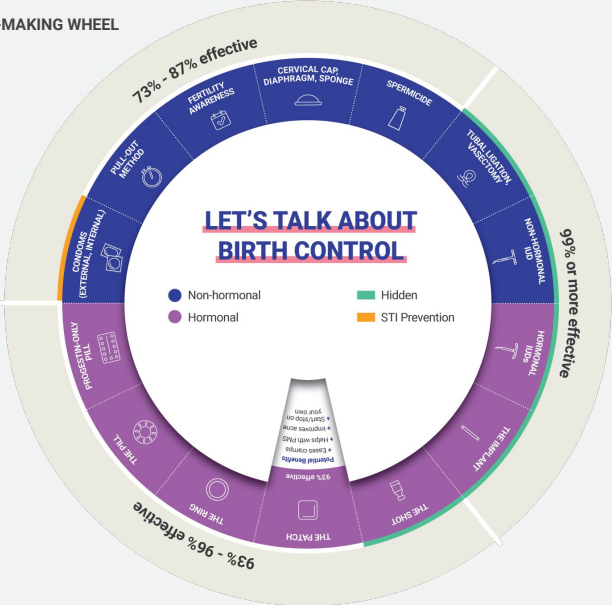 -MAKING WHEEL
73% - 87% effective
CERVICAL CAP,
DIAPHRAGM, SPONGE
FERTILITY
AWARENESS
SPERMICIDE
PULL-OUT
METHOD
TUBAL LIGATION,
VASECTOMY
CONDOMS
(EXTERNAL, INTERNAL)
NON-HORMONAL
IUD
99% or more effective
LET'S TALK ABOUT
BIRTH CONTROL
Non-hormonal
Hidden
Hormonal
STI Prevention
PROGESTIN-ONLY
PILL
HORMONAL
IUDs
THE PILL
THE IMPLANT
THE RING
THE SHOT
THE PATCH
93% effective
Potential Benefits
+ Eases cramps
+ Helps with PMS
+ Improves acne
+ Start/stop on
your own
93% - 96% effective